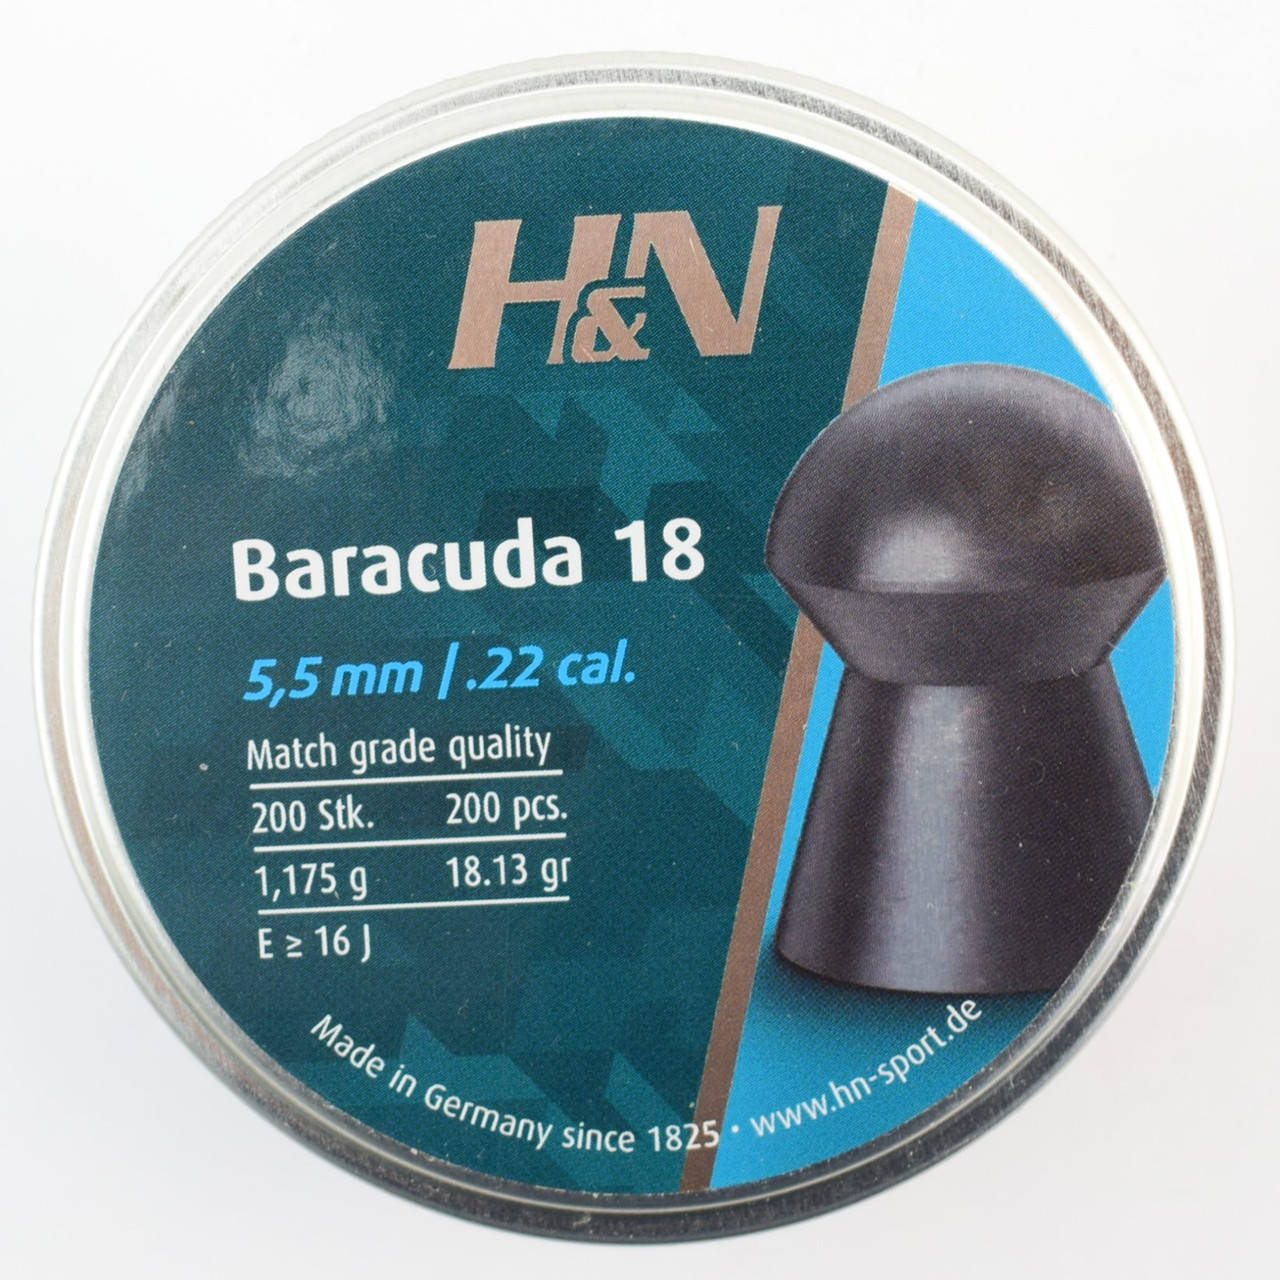 H&N
Baracuda 18
5,5 mm / .22 cal.
Match grade quality
200 Stk. 200 pcs.
1,175 g 18.13 gr
E ≥ 16 J
Made in Germany since 1825 · www.hn-sport.de